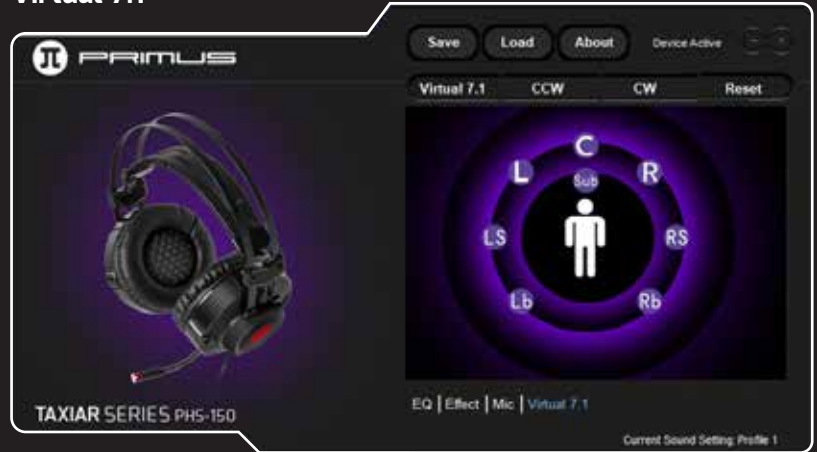 Virtual 7.1
PRIMUS
Save Load About Device Active
Virtual 7.1 CCW CW Reset
C
L R
Sub
LS RS
Lb Rb
TAXIAR SERIES PHS-150
EQ | Effect | Mic | Virtual 7.1
Current Sound Setting: Profile 1